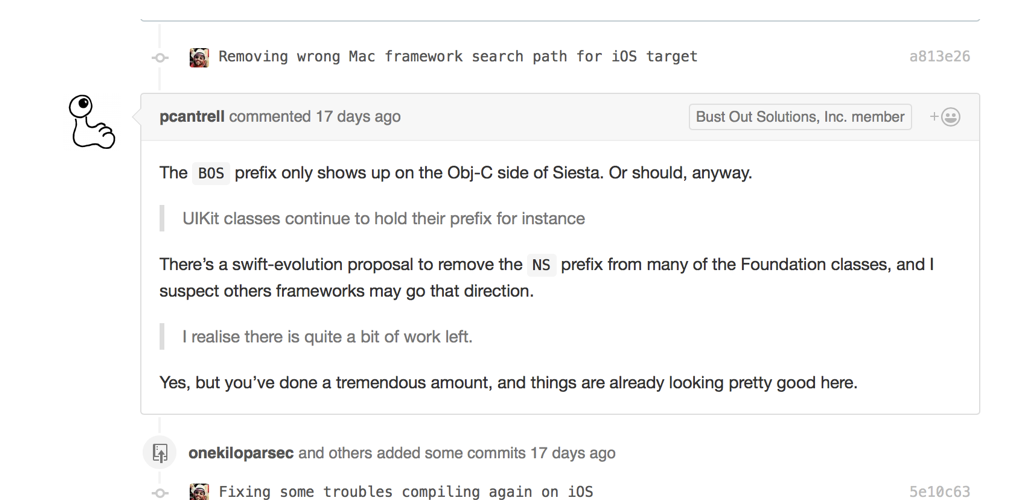 Removing wrong Mac framework search path for iOS target a813e26
pcantrell commented 17 days ago Bust Out Solutions, Inc. member +
The BOS prefix only shows up on the Obj-C side of Siesta. Or should, anyway.
UIKit classes continue to hold their prefix for instance
There’s a swift-evolution proposal to remove the NS prefix from many of the Foundation classes, and I
suspect others frameworks may go that direction.
I realise there is quite a bit of work left.
Yes, but you’ve done a tremendous amount, and things are already looking pretty good here.
onekiloparsec and others added some commits 17 days ago
Fixing some troubles compiling again on iOS 5e10c63